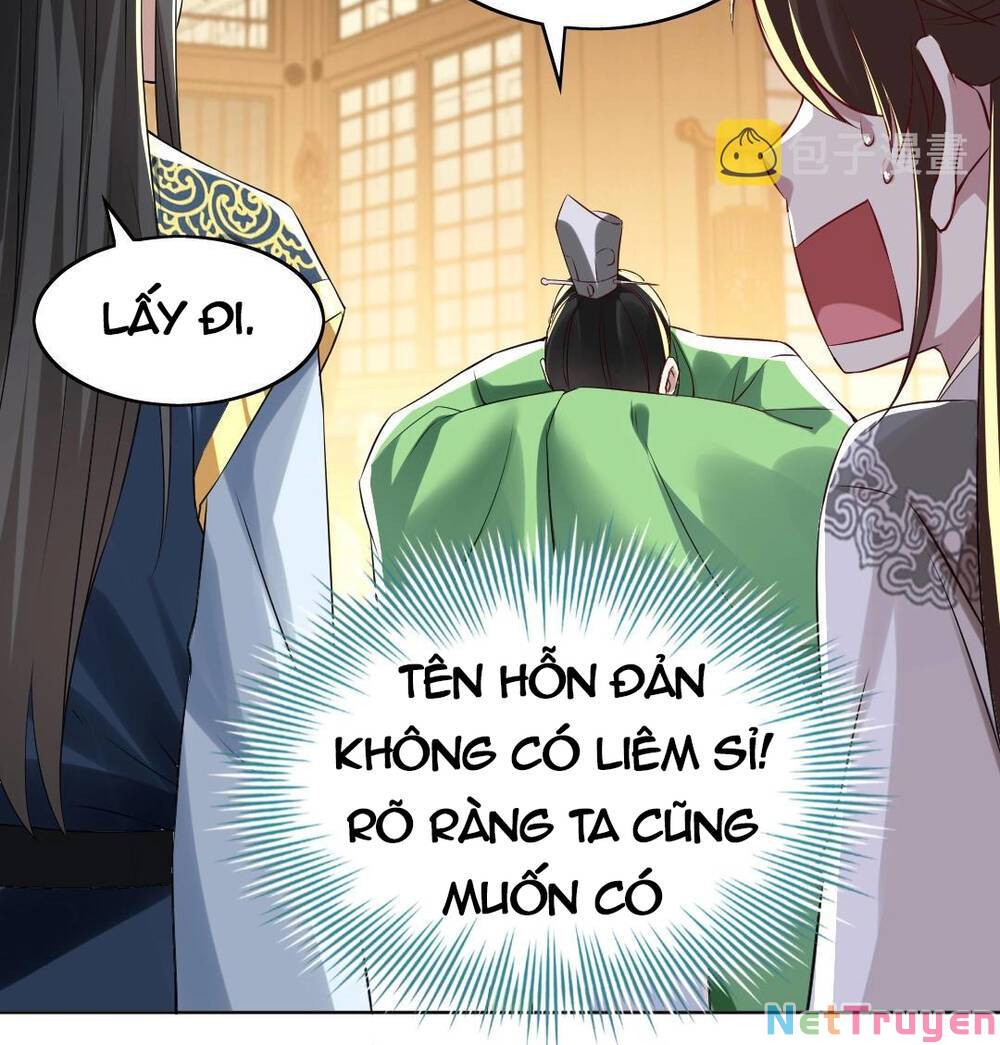 包子漫畫
LẤY ĐI.
TÊN HỖN ĐẢN
KHÔNG CÓ LIÊM SỈ!
RÕ RÀNG TA CŨNG
MUỐN CÓ
NetTruyen